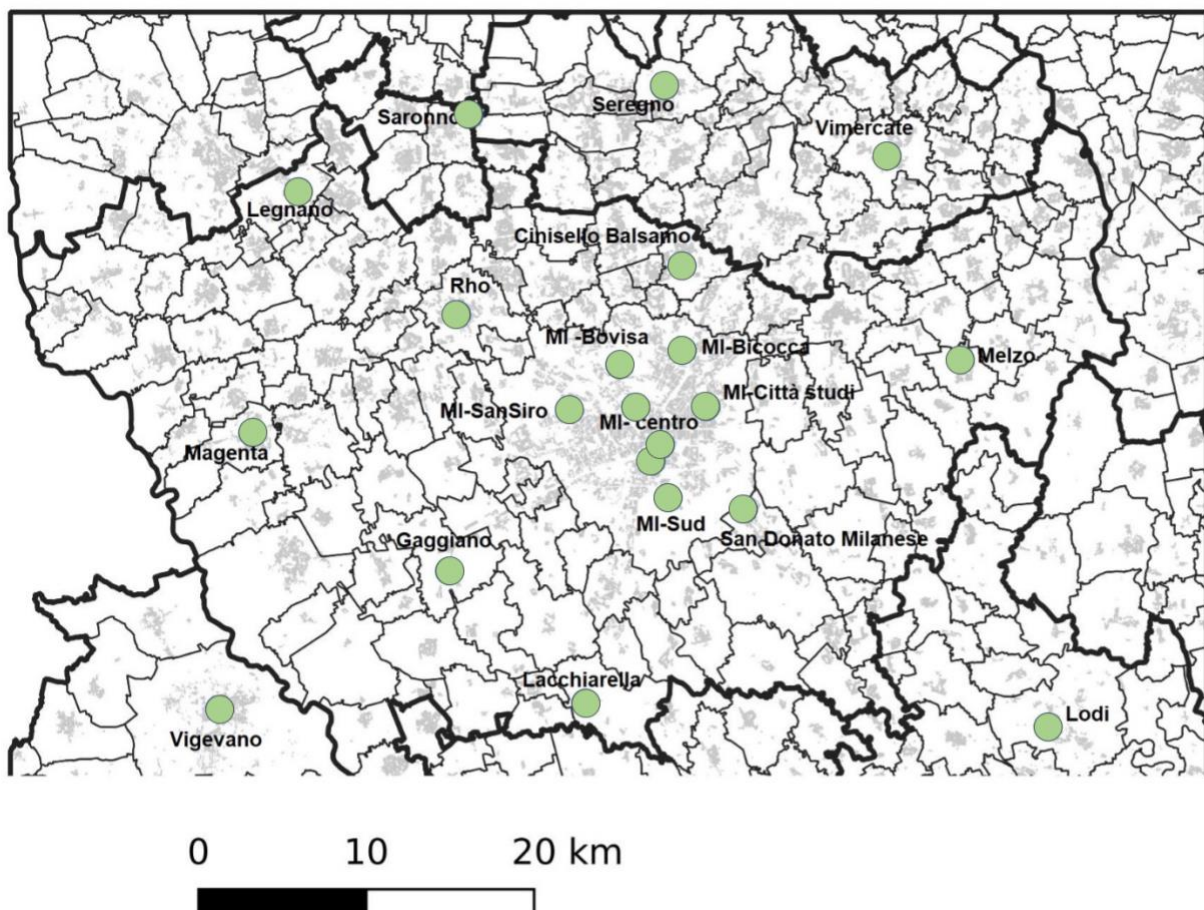 Seregno
Saronno
Vimercate
Legnano
Cinisello Balsamo
Rho
MI -Bovisa
MI-Bicocca
Melzo
MI-Città studi
MI-SanSiro
MI- centro
Magenta
MI-Sud
San Donato Milanese
Gaggiano
Lacchiarella
Lodi
Vigevano
0 10 20 km